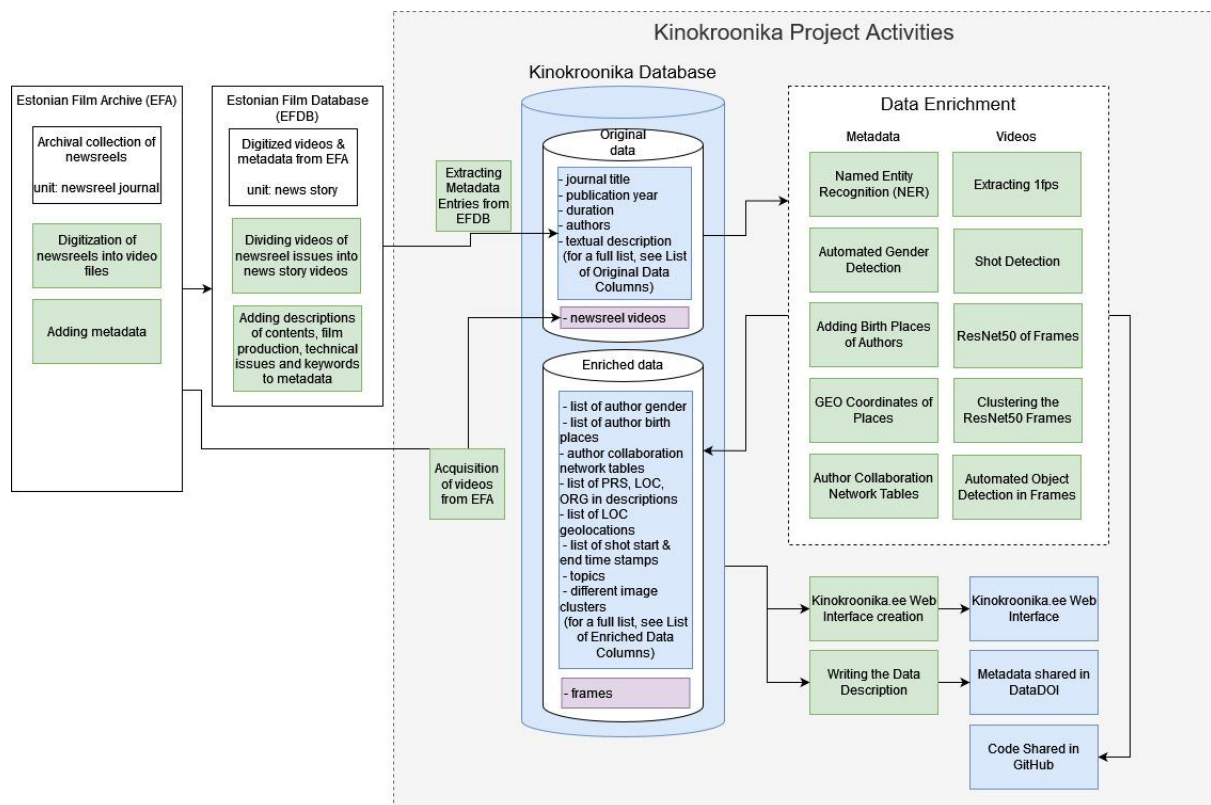 Kinokroonika Project Activities
Estonian Film Archive (EFA)
Archival collection of
newsreels
unit: newsreel journal
Digitization of
newsreels into video
files
Adding metadata
Estonian Film Database
(EFDB)
Digitized videos &
metadata from EFA
unit: news story
Dividing videos of
newsreel issues into
news story videos
Adding descriptions
of contents, film
production, technical
issues and keywords
to metadata
Extracting
Metadata
Entries from
EFDB
Acquisition
of videos
from EFA
Kinokroonika Database
Original
data
- journal title
- publication year
- duration
- authors
- textual description
(for a full list, see List
of Original Data
Columns)
- newsreel videos
Enriched data
- list of author gender
- list of author birth
places
- author collaboration
network tables
- list of PRS, LOC,
ORG in descriptions
- list of LOC
geolocations
- list of shot start &
end time stamps
- topics
- different image
clusters
(for a full list, see List
of Enriched Data
Columns)
- frames
Data Enrichment
Metadata
Videos
Named Entity
Recognition (NER)
Extracting 1fps
Automated Gender
Detection
Shot Detection
Adding Birth Places
of Authors
ResNet50 of Frames
GEO Coordinates of
Places
Clustering the
ResNet50 Frames
Author Collaboration
Network Tables
Automated Object
Detection in Frames
Kinokroonika.ee Web
Interface creation
Kinokroonika.ee Web
Interface
Writing the Data
Description
Metadata shared in
DataDOI
Code Shared in
GitHub